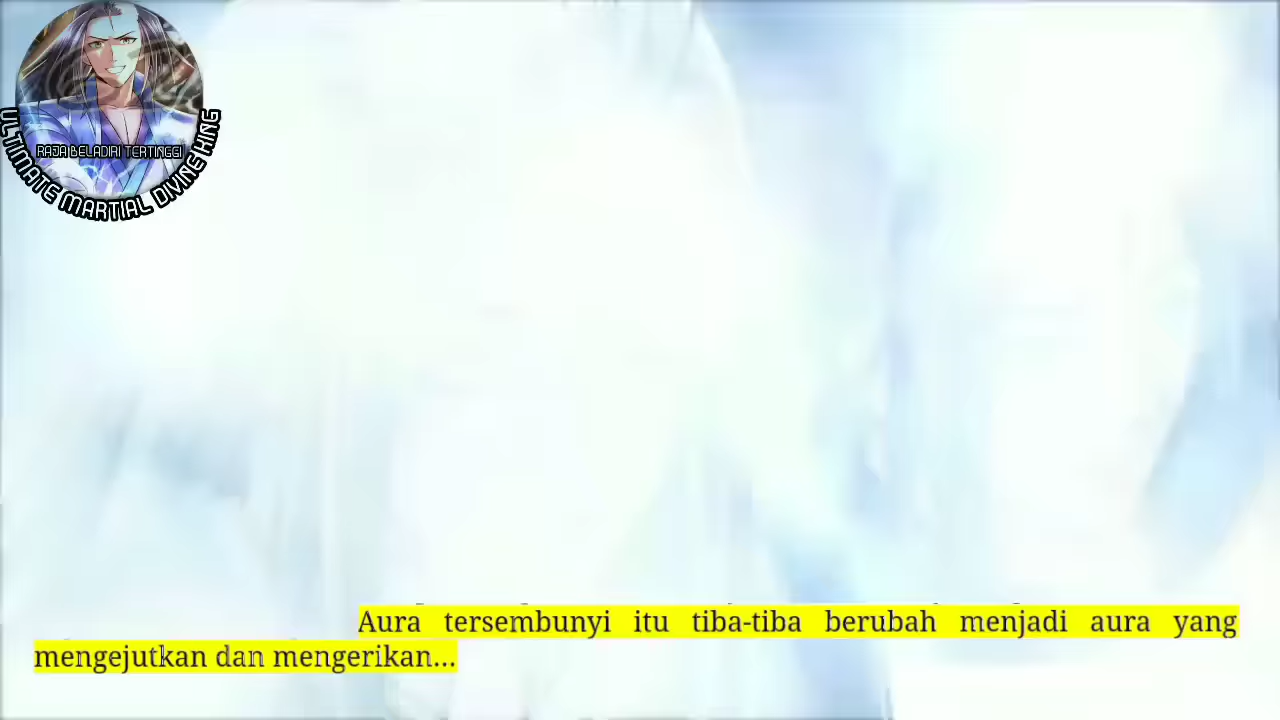 RAJA BELADIRI TERTINGGI
ULTIMATE MARTIAL DIVINE KING
Aura tersembunyi itu tiba-tiba berubah menjadi aura yang
mengejutkan dan mengerikan...